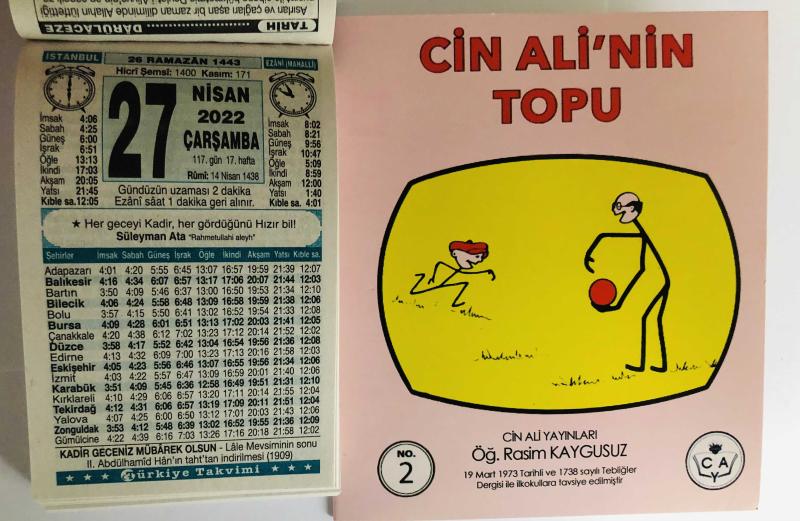 TARİH DARÜLACEZE
İSTANBUL 26 RAMAZÂN 1443 EZÂNÎ (MAHALLÎ)
Hicrî Şemsî: 1400 Kasım: 171
27
NİSAN
2022
ÇARŞAMBA
117. gün 17. hafta
Rûmî: 14 Nisan 1438
İmsak 4:06
Sabah 4:25
Güneş 6:00
İşrak 6:51
Öğle 13:13
İkindi 17:03
Akşam 20:05
Yatsı 21:45
Kıble sa. 12:05
İmsak 8:02
Sabah 8:21
Güneş 9:56
İşrak 10:47
Öğle 5:09
İkindi 8:59
Akşam 12:00
Yatsı 1:40
Kıble sa. 4:01
Gündüzün uzaması 2 dakika
Ezânî sâat 1 dakika geri alınır.
★ Her geceyi Kadir, her gördüğünü Hızır bil!
Süleyman Ata "Rahmetullahi aleyh"
Şehirler İmsak Sabah Güneş İşrak Öğle İkindi Akşam Yatsı Kıble sa.
Adapazarı 4:01 4:20 5:55 6:45 13:07 16:57 19:59 21:39 12:07
Balıkesir 4:16 4:34 6:07 6:57 13:17 17:06 20:07 21:44 12:03
Bartın 3:50 4:09 5:46 6:37 13:00 16:50 19:53 21:34 12:10
Bilecik 4:06 4:24 5:58 6:48 13:09 16:58 19:59 21:38 12:06
Bolu 3:57 4:15 5:50 6:41 13:02 16:52 19:54 21:33 12:08
Bursa 4:09 4:28 6:01 6:51 13:13 17:02 20:03 21:41 12:05
Çanakkale 4:20 4:38 6:12 7:02 13:23 17:12 20:14 21:52 12:02
Düzce 3:58 4:17 5:52 6:42 13:04 16:54 19:56 21:36 12:08
Edirne 4:13 4:32 6:09 7:00 13:23 17:13 20:16 21:58 12:03
Eskişehir 4:05 4:23 5:56 6:46 13:07 16:55 19:56 21:34 12:06
İzmit 4:03 4:22 5:57 6:47 13:09 16:59 20:01 21:40 12:06
Karabük 3:51 4:09 5:45 6:36 12:58 16:49 19:51 21:31 12:10
Kırklareli 4:10 4:29 6:06 6:57 13:20 17:11 20:14 21:55 12:04
Tekirdağ 4:12 4:31 6:06 6:57 13:19 17:09 20:11 21:51 12:04
Yalova 4:07 4:25 6:00 6:50 13:12 17:01 20:03 21:43 12:06
Zonguldak 3:53 4:12 5:48 6:39 13:02 16:52 19:55 21:36 12:09
Gümülcine 4:22 4:39 6:16 7:03 13:26 17:16 20:18 21:58 12:02
KADİR GECENİZ MÜBÂREK OLSUN - Lâle Mevsiminin sonu
II. Abdülhamîd Hân'ın taht'tan indirilmesi (1909)
Türkiye Takvimi
CİN ALİ'NİN
TOPU
CİN ALİ YAYINLARI
Öğ. Rasim KAYGUSUZ
19 Mart 1973 Tarihli ve 1738 sayılı Tebliğler
Dergisi ile ilkokullara tavsiye edilmiştir
NO.
2
C A
Y